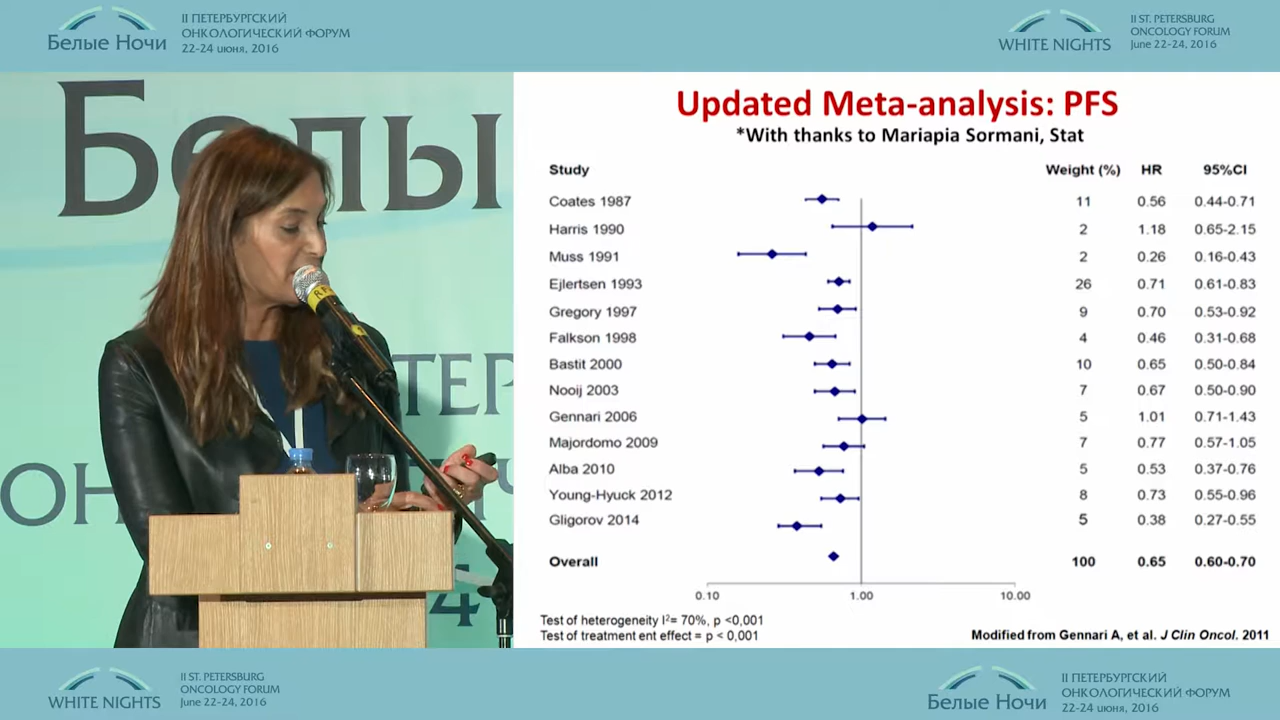 Белые Ночи
II ПЕТЕРБУРГСКИЙ
ОНКОЛОГИЧЕСКИЙ ФОРУМ
22-24 июня, 2016
WHITE NIGHTS
II ST. PETERSBURG
ONCOLOGY FORUM
June 22-24, 2016
Белы
ТЕР
ОН
4
Updated Meta-analysis: PFS
*With thanks to Mariapia Sormani, Stat
Study Weight (%) HR 95%CI
Coates 1987 11 0.56 0.44-0.71
Harris 1990 2 1.18 0.65-2.15
Muss 1991 2 0.26 0.16-0.43
Ejlertsen 1993 26 0.71 0.61-0.83
Gregory 1997 9 0.70 0.53-0.92
Falkson 1998 4 0.46 0.31-0.68
Bastit 2000 10 0.65 0.50-0.84
Nooij 2003 7 0.67 0.50-0.90
Gennari 2006 5 1.01 0.71-1.43
Majordomo 2009 7 0.77 0.57-1.05
Alba 2010 5 0.53 0.37-0.76
Young-Hyuck 2012 8 0.73 0.55-0.96
Gligorov 2014 5 0.38 0.27-0.55
Overall 100 0.65 0.60-0.70
0.10 1.00 10.00
Test of heterogeneity I²= 70%, p <0,001
Test of treatment ent effect = p < 0,001
Modified from Gennari A, et al. J Clin Oncol. 2011
WHITE NIGHTS
II ST. PETERSBURG
ONCOLOGY FORUM
June 22-24, 2016
Белые Ночи
II ПЕТЕРБУРГСКИЙ
ОНКОЛОГИЧЕСКИЙ ФОРУМ
22-24 июня, 2016